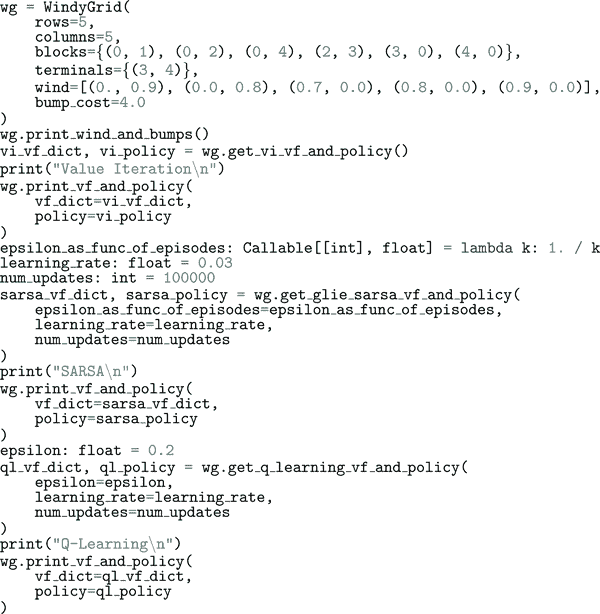 wg = WindyGrid(
    rows=5,
    columns=5,
    blocks={(0, 1), (0, 2), (0, 4), (2, 3), (3, 0), (4, 0)},
    terminals={(3, 4)},
    wind=[(0., 0.9), (0.0, 0.8), (0.7, 0.0), (0.8, 0.0), (0.9, 0.0)],
    bump_cost=4.0
)
wg.print_wind_and_bumps()
vi_vf_dict, vi_policy = wg.get_vi_vf_and_policy()
print("Value Iteration\n")
wg.print_vf_and_policy(
    vf_dict=vi_vf_dict,
    policy=vi_policy
)
epsilon_as_func_of_episodes: Callable[[int], float] = lambda k: 1. / k
learning_rate: float = 0.03
num_updates: int = 100000
sarsa_vf_dict, sarsa_policy = wg.get_glie_sarsa_vf_and_policy(
    epsilon_as_func_of_episodes=epsilon_as_func_of_episodes,
    learning_rate=learning_rate,
    num_updates=num_updates
)
print("SARSA\n")
wg.print_vf_and_policy(
    vf_dict=sarsa_vf_dict,
    policy=sarsa_policy
)
epsilon: float = 0.2
ql_vf_dict, ql_policy = wg.get_q_learning_vf_and_policy(
    epsilon=epsilon,
    learning_rate=learning_rate,
    num_updates=num_updates
)
print("Q-Learning\n")
wg.print_vf_and_policy(
    vf_dict=ql_vf_dict,
    policy=ql_policy
)